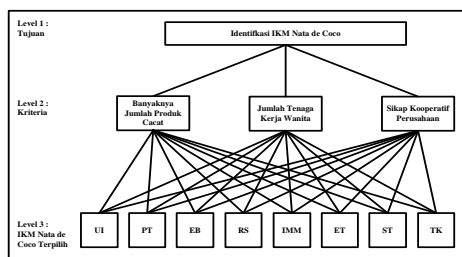 Level 1 :
Tujuan
Identifkasi IKM Nata de Coco
Level 2 :
Kriteria
Banyaknya
Jumlah Produk
Cacat
Jumlah Tenaga
Kerja Wanita
Sikap Kooperatif
Perusahaan
Level 3 :
IKM Nata de
Coco Terpilih
UI
PT
EB
RS
IMM
ET
ST
TK